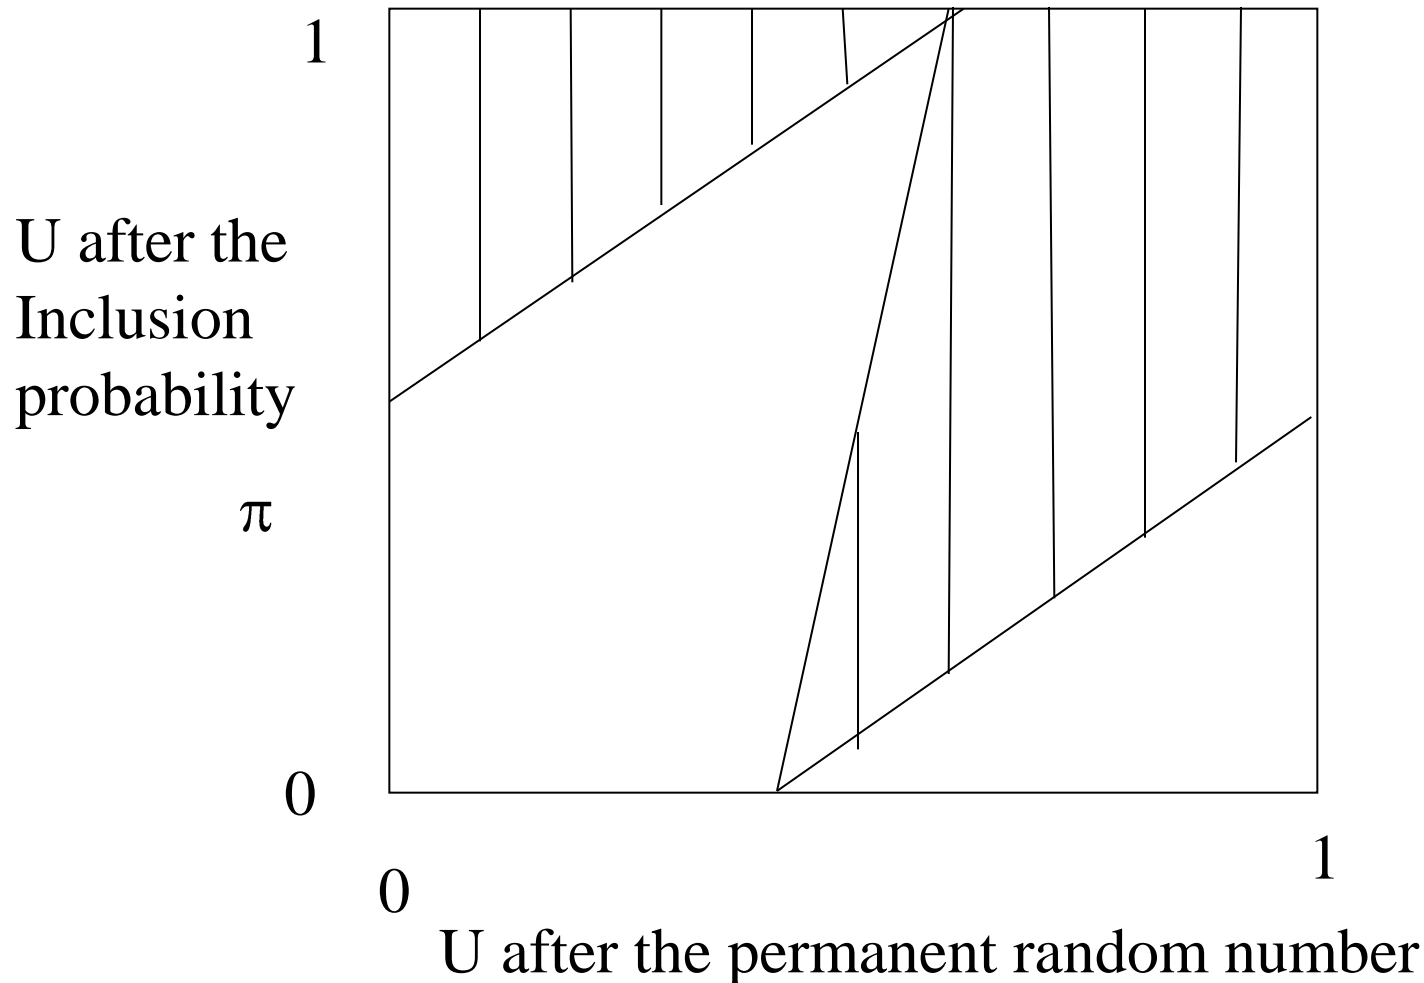 1
U after the
Inclusion
probability
π
0
1
0
U after the permanent random number